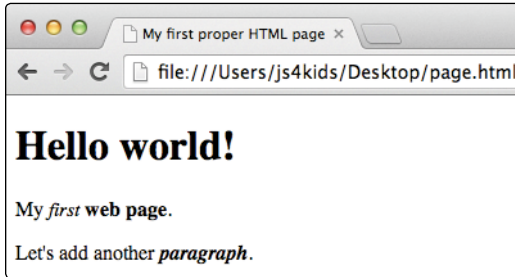 My first proper HTML page
file:///Users/js4kids/Desktop/page.html
Hello world!
My first web page.
Let's add another paragraph.